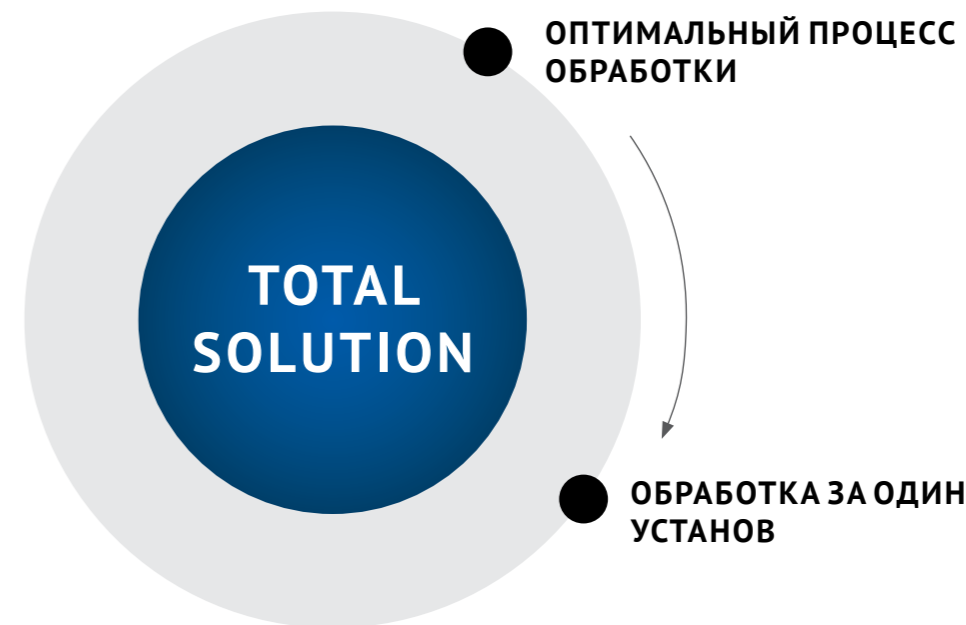 ОПТИМАЛЬНЫЙ ПРОЦЕСС
ОБРАБОТКИ
TOTAL
SOLUTION
ОБРАБОТКА ЗА ОДИН
УСТАНОВ